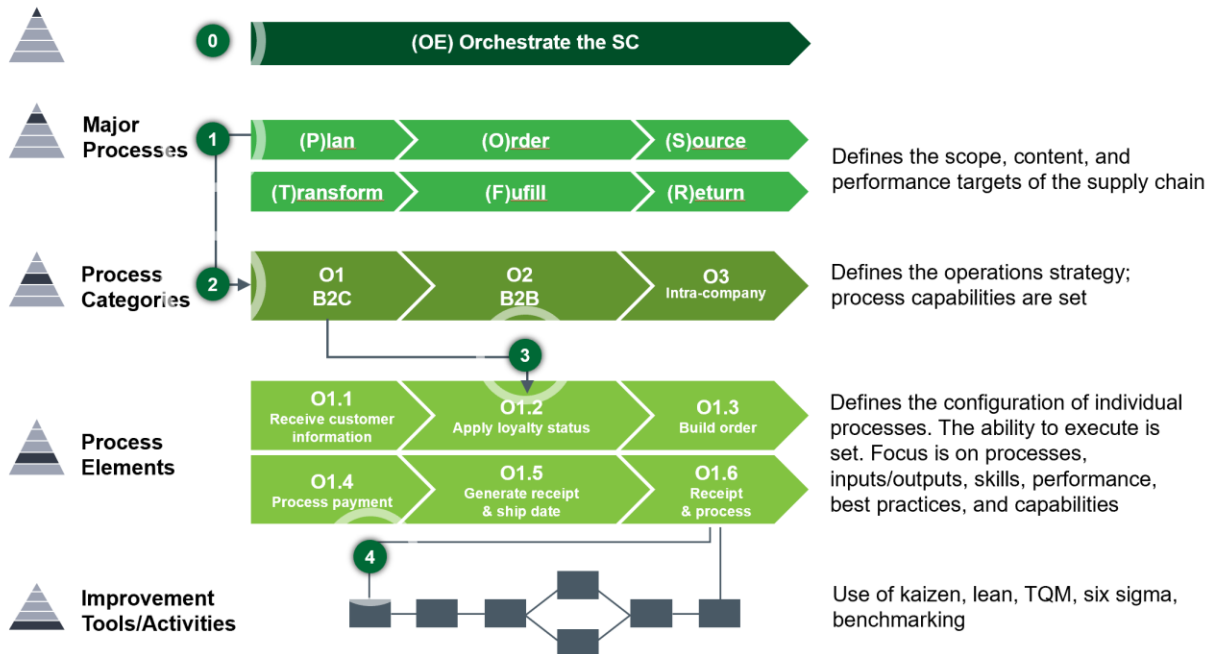 0
(OE) Orchestrate the SC
Major
Processes
1
(P)lan
(O)rder
(S)ource
(T)ransform
(F)ufill
(R)eturn
Defines the scope, content, and
performance targets of the supply chain
Process
Categories
2
O1
B2C
O2
B2B
O3
Intra-company
Defines the operations strategy;
process capabilities are set
3
Process
Elements
O1.1
Receive customer
information
O1.2
Apply loyalty status
O1.3
Build order
O1.4
Process payment
O1.5
Generate receipt
& ship date
O1.6
Receipt
& process
Defines the configuration of individual
processes. The ability to execute is
set. Focus is on processes,
inputs/outputs, skills, performance,
best practices, and capabilities
4
Improvement
Tools/Activities
Use of kaizen, lean, TQM, six sigma,
benchmarking